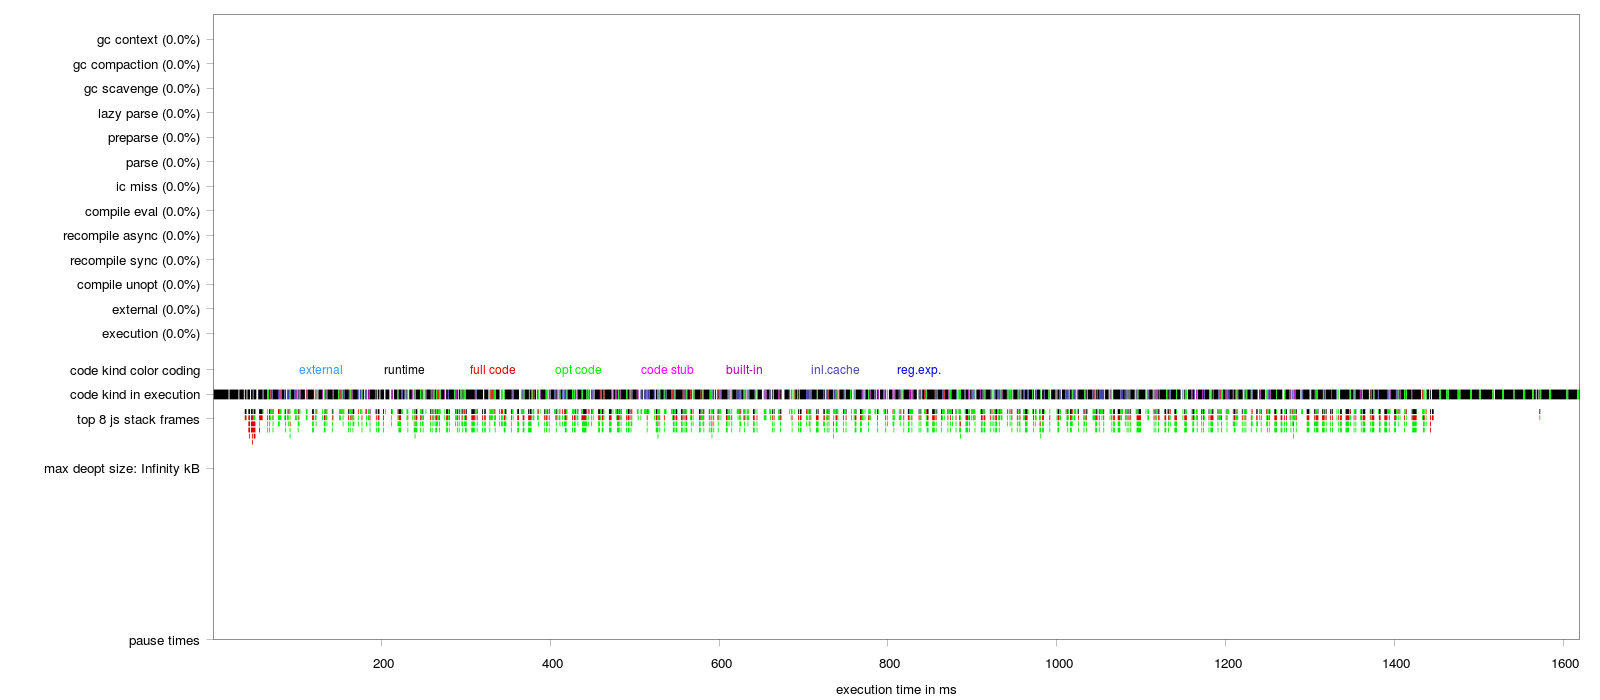 gc context (0.0%)
gc compaction (0.0%)
gc scavenge (0.0%)
lazy parse (0.0%)
preparse (0.0%)
parse (0.0%)
ic miss (0.0%)
compile eval (0.0%)
recompile async (0.0%)
recompile sync (0.0%)
compile unopt (0.0%)
external (0.0%)
execution (0.0%)
code kind color coding external runtime full code opt code code stub built-in inl.cache reg.exp.
code kind in execution
top 8 js stack frames
max deopt size: Infinity kB
pause times
200 400 600 800 1000 1200 1400 1600
execution time in ms